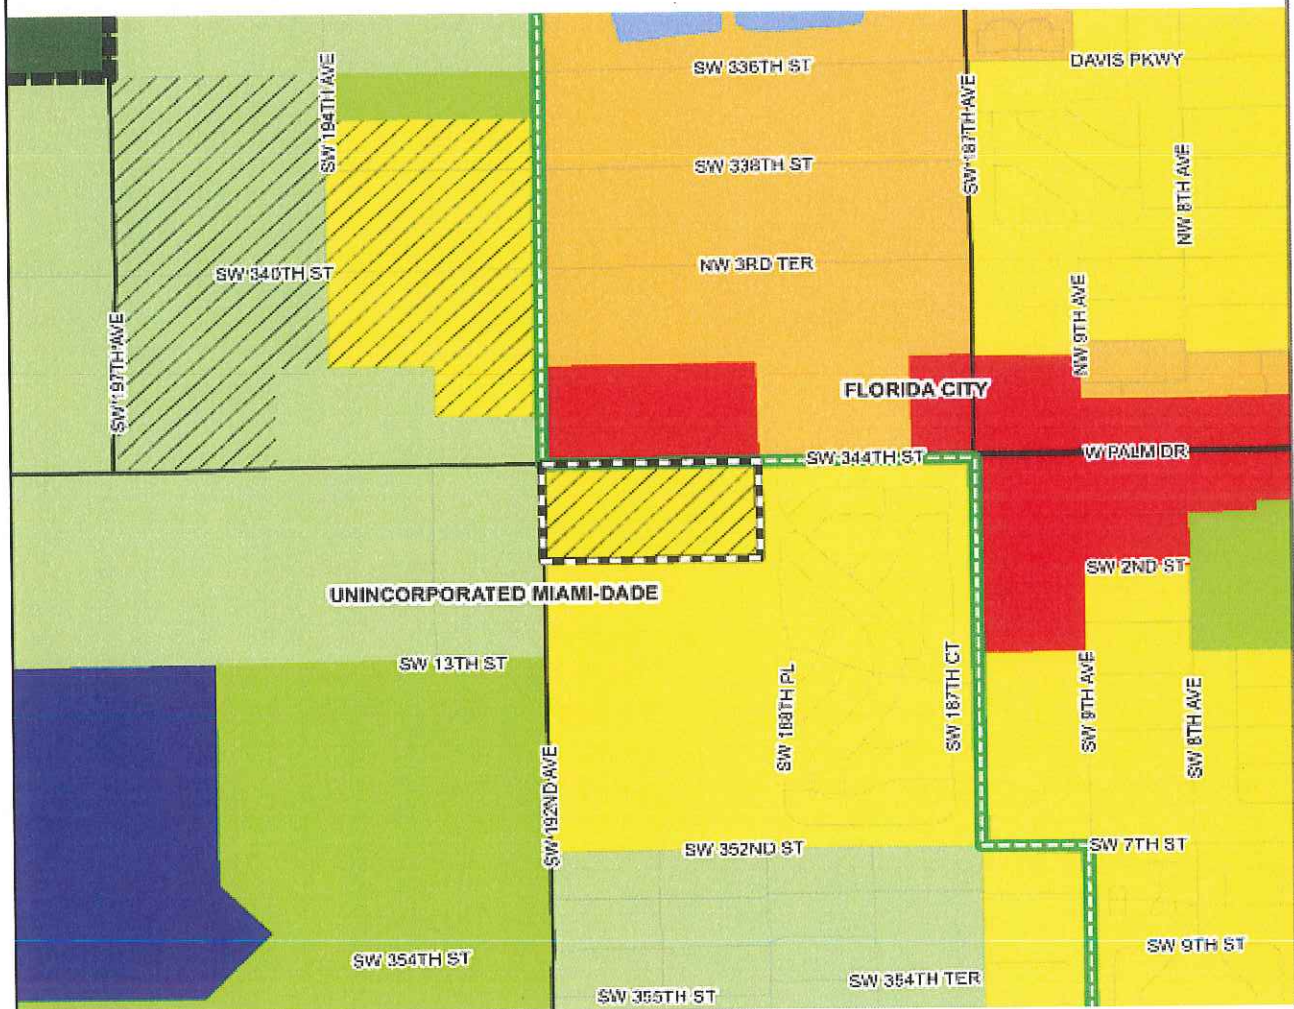 SW 336TH ST
DAVIS PKWY
SW 194TH AVE
SW 187TH AVE
SW 338TH ST
NW 8TH AVE
NW 3RD TER
SW 340TH ST
SW 197TH AVE
NW 9TH AVE
FLORIDA CITY
W PALM DR
SW 344TH ST
SW 2ND ST
UNINCORPORATED MIAMI-DADE
SW 13TH ST
SW 188TH PL
SW 187TH CT
SW 9TH AVE
SW 8TH AVE
SW 192ND AVE
SW 352ND ST
SW 7TH ST
SW 9TH ST
SW 354TH ST
SW 354TH TER
SW 355TH ST